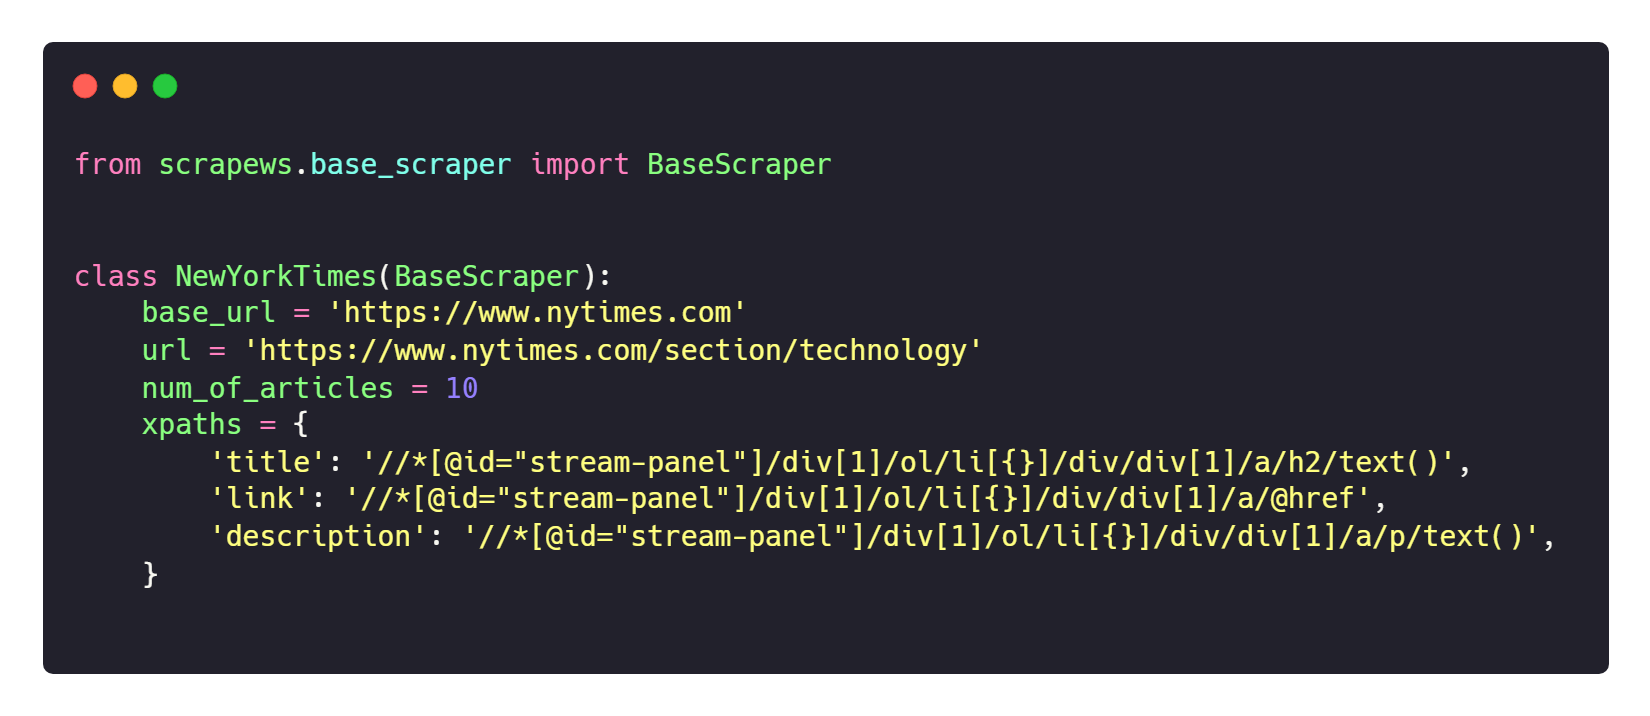 from scrapews.base_scraper import BaseScraper
class NewYorkTimes(BaseScraper):
    base_url = 'https://www.nytimes.com'
    url = 'https://www.nytimes.com/section/technology'
    num_of_articles = 10
    xpaths = {
        'title': '//*[@id="stream-panel"]/div[1]/ol/li[{}]/div/div[1]/a/h2/text()',
        'link': '//*[@id="stream-panel"]/div[1]/ol/li[{}]/div/div[1]/a/@href',
        'description': '//*[@id="stream-panel"]/div[1]/ol/li[{}]/div/div[1]/a/p/text()',
    }